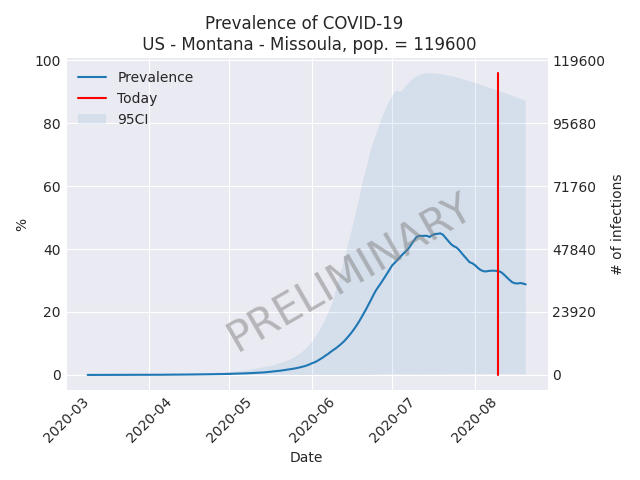 Prevalence of COVID-19
US - Montana - Missoula, pop. = 119600
Prevalence
Today
95CI
100
80
60
40
20
0
%
119600
95680
71760
47840
23920
0
# of infections
PRELIMINARY
2020-03
2020-04
2020-05
2020-06
2020-07
2020-08
Date